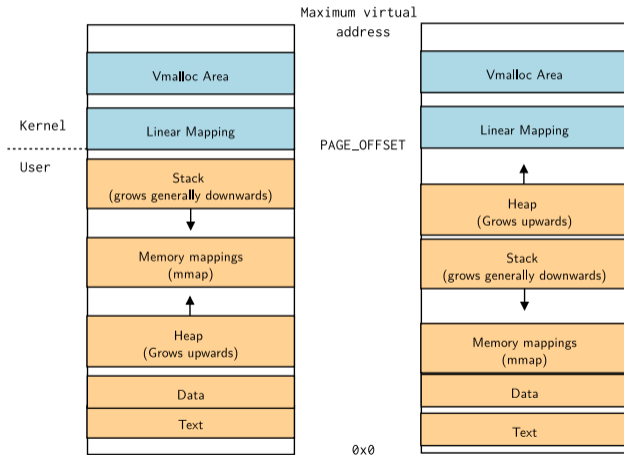 Maximum virtual
address
Vmalloc Area
Linear Mapping
Kernel
User
Stack
(grows generally downwards)
Memory mappings
(mmap)
Heap
(Grows upwards)
Data
Text
PAGE_OFFSET
0x0
Vmalloc Area
Linear Mapping
Heap
(Grows upwards)
Stack
(grows generally downwards)
Memory mappings
(mmap)
Data
Text